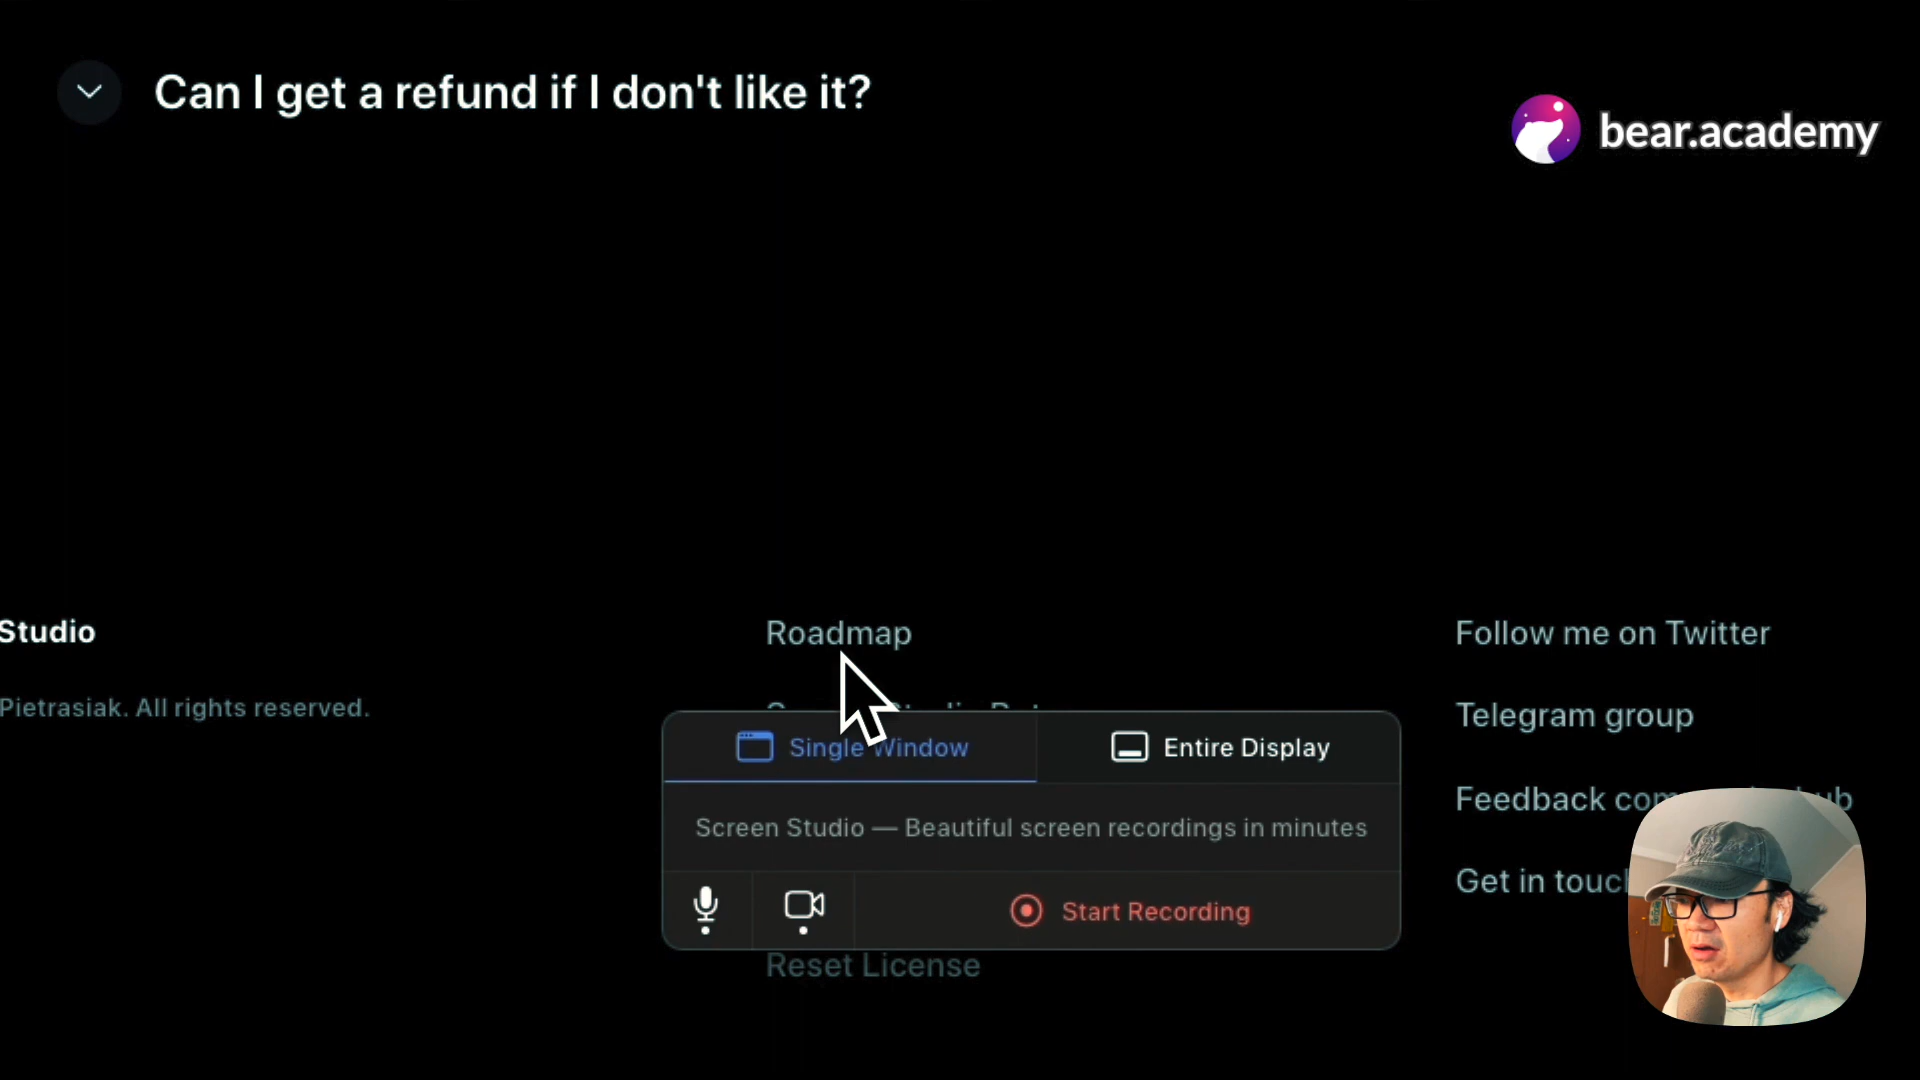 Can I get a refund if I don't like it?
bear.academy
Studio
Pietrasiak. All rights reserved.
Roadmap
Follow me on Twitter
Telegram group
Feedback
Get in touch
Single Window
Entire Display
Screen Studio — Beautiful screen recordings in minutes
Start Recording
Reset License